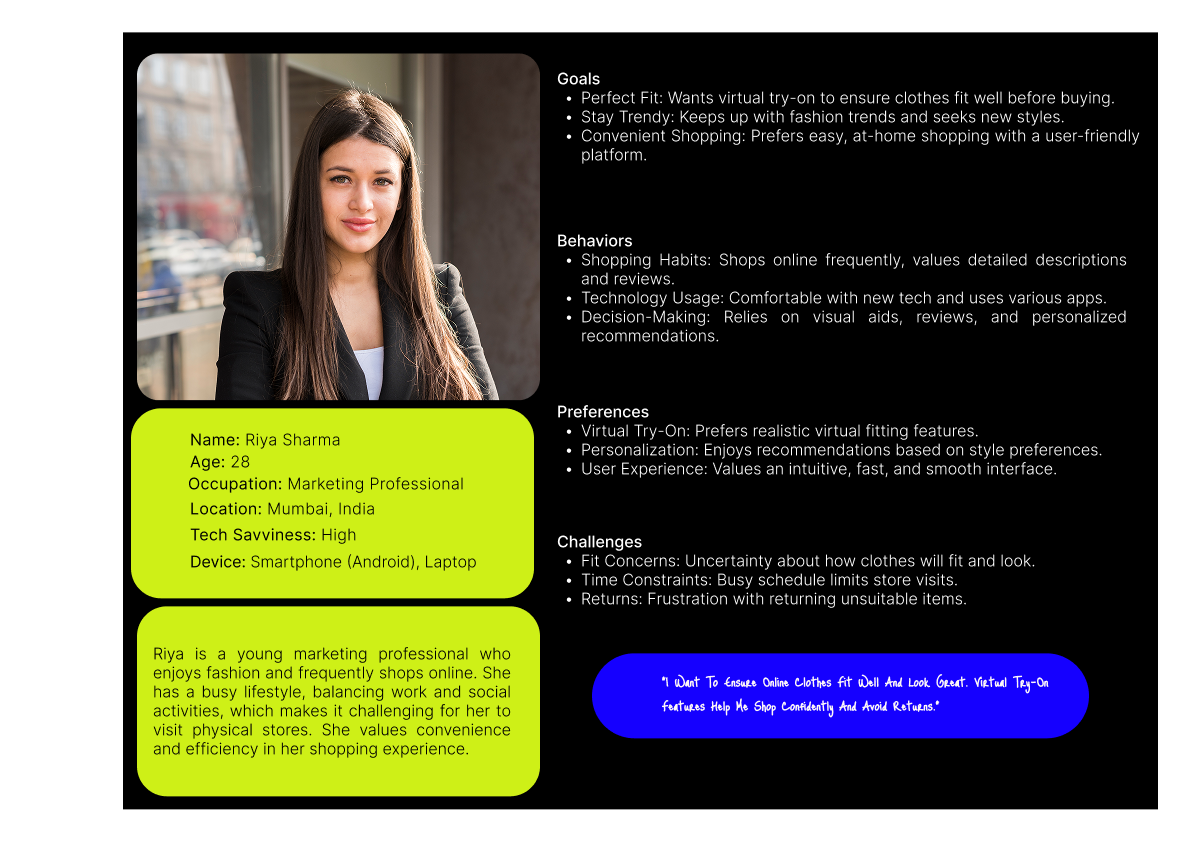 Name: Riya Sharma
Age: 28
Occupation: Marketing Professional
Location: Mumbai, India
Tech Savviness: High
Device: Smartphone (Android), Laptop
Riya is a young marketing professional who
enjoys fashion and frequently shops online. She
has a busy lifestyle, balancing work and social
activities, which makes it challenging for her to
visit physical stores. She values convenience
and efficiency in her shopping experience.
Goals
• Perfect Fit: Wants virtual try-on to ensure clothes fit well before buying.
• Stay Trendy: Keeps up with fashion trends and seeks new styles.
• Convenient Shopping: Prefers easy, at-home shopping with a user-friendly
platform.
Behaviors
• Shopping Habits: Shops online frequently, values detailed descriptions
and reviews.
• Technology Usage: Comfortable with new tech and uses various apps.
• Decision-Making: Relies on visual aids, reviews, and personalized
recommendations.
Preferences
• Virtual Try-On: Prefers realistic virtual fitting features.
• Personalization: Enjoys recommendations based on style preferences.
• User Experience: Values an intuitive, fast, and smooth interface.
Challenges
• Fit Concerns: Uncertainty about how clothes will fit and look.
• Time Constraints: Busy schedule limits store visits.
• Returns: Frustration with returning unsuitable items.
"I Want To Ensure Online Clothes Fit Well And Look Great. Virtual Try-On
Features Help Me Shop Confidently And Avoid Returns."